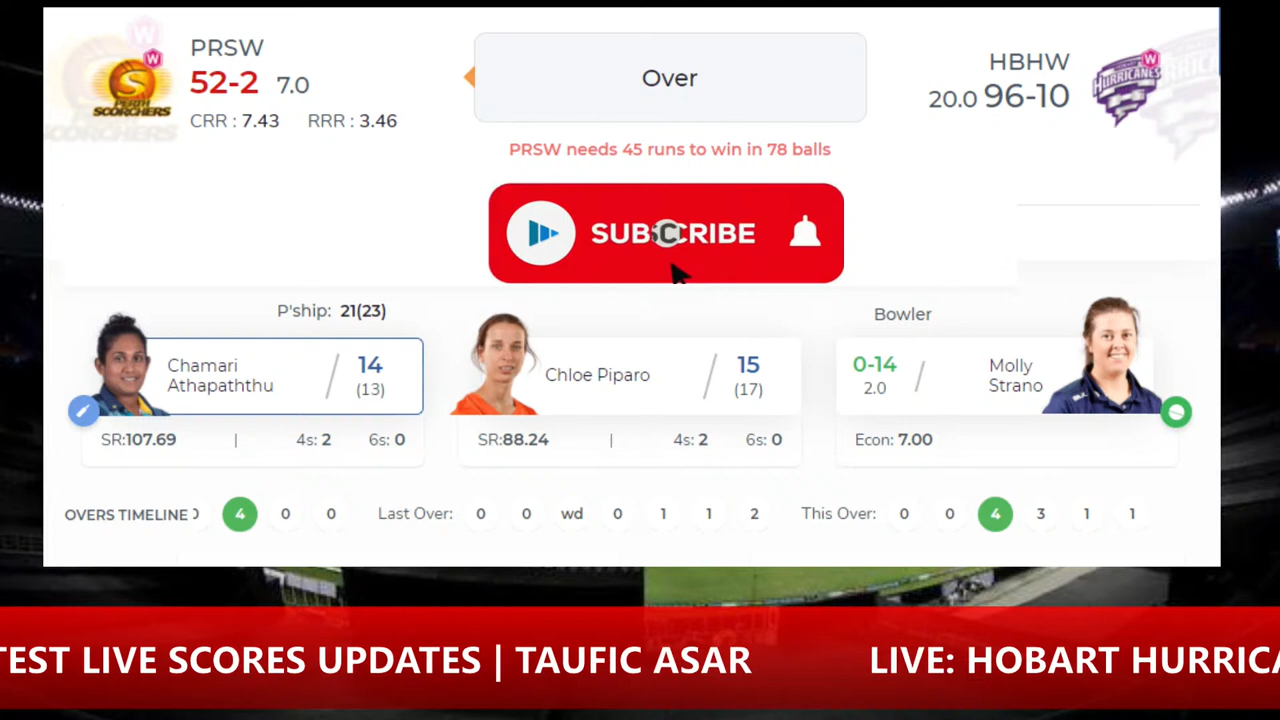 PRSW
52-2 7.0
CRR : 7.43 RRR : 3.46
PERTH
SCORCHERS
W
Over
PRSW needs 45 runs to win in 78 balls
HBHW
20.0 96-10
HURRICANES
W
SUBSCRIBE
P'ship: 21(23)
Chamari
Athapaththu
14
(13)
SR:107.69 | 4s: 2 6s: 0
Chloe Piparo
15
(17)
SR:88.24 | 4s: 2 6s: 0
Bowler
0-14
2.0
Molly
Strano
Econ: 7.00
OVERS TIMELINE 4 0 0 Last Over: 0 0 wd 0 1 1 2 This Over: 0 0 4 3 1 1
TEST LIVE SCORES UPDATES | TAUFIC ASAR LIVE: HOBART HURRICA